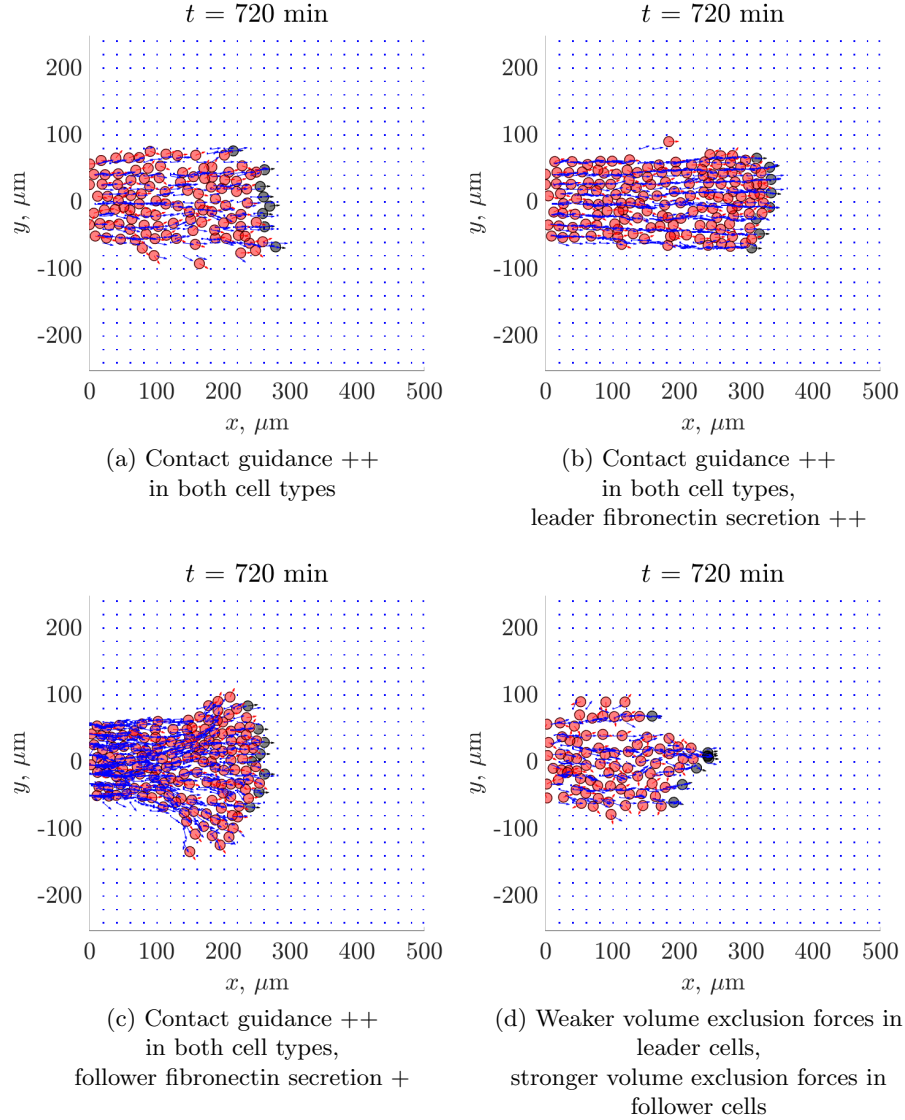 t = 720 min
t = 720 min
200
100
0
-100
-200
y, μm
0 100 200 300 400 500
x, μm
200
100
0
-100
-200
y, μm
0 100 200 300 400 500
x, μm
(a) Contact guidance ++
in both cell types
(b) Contact guidance ++
in both cell types,
leader fibronectin secretion ++
t = 720 min
t = 720 min
200
100
0
-100
-200
y, μm
0 100 200 300 400 500
x, μm
200
100
0
-100
-200
y, μm
0 100 200 300 400 500
x, μm
(c) Contact guidance ++
in both cell types,
follower fibronectin secretion +
(d) Weaker volume exclusion forces in
leader cells,
stronger volume exclusion forces in
follower cells